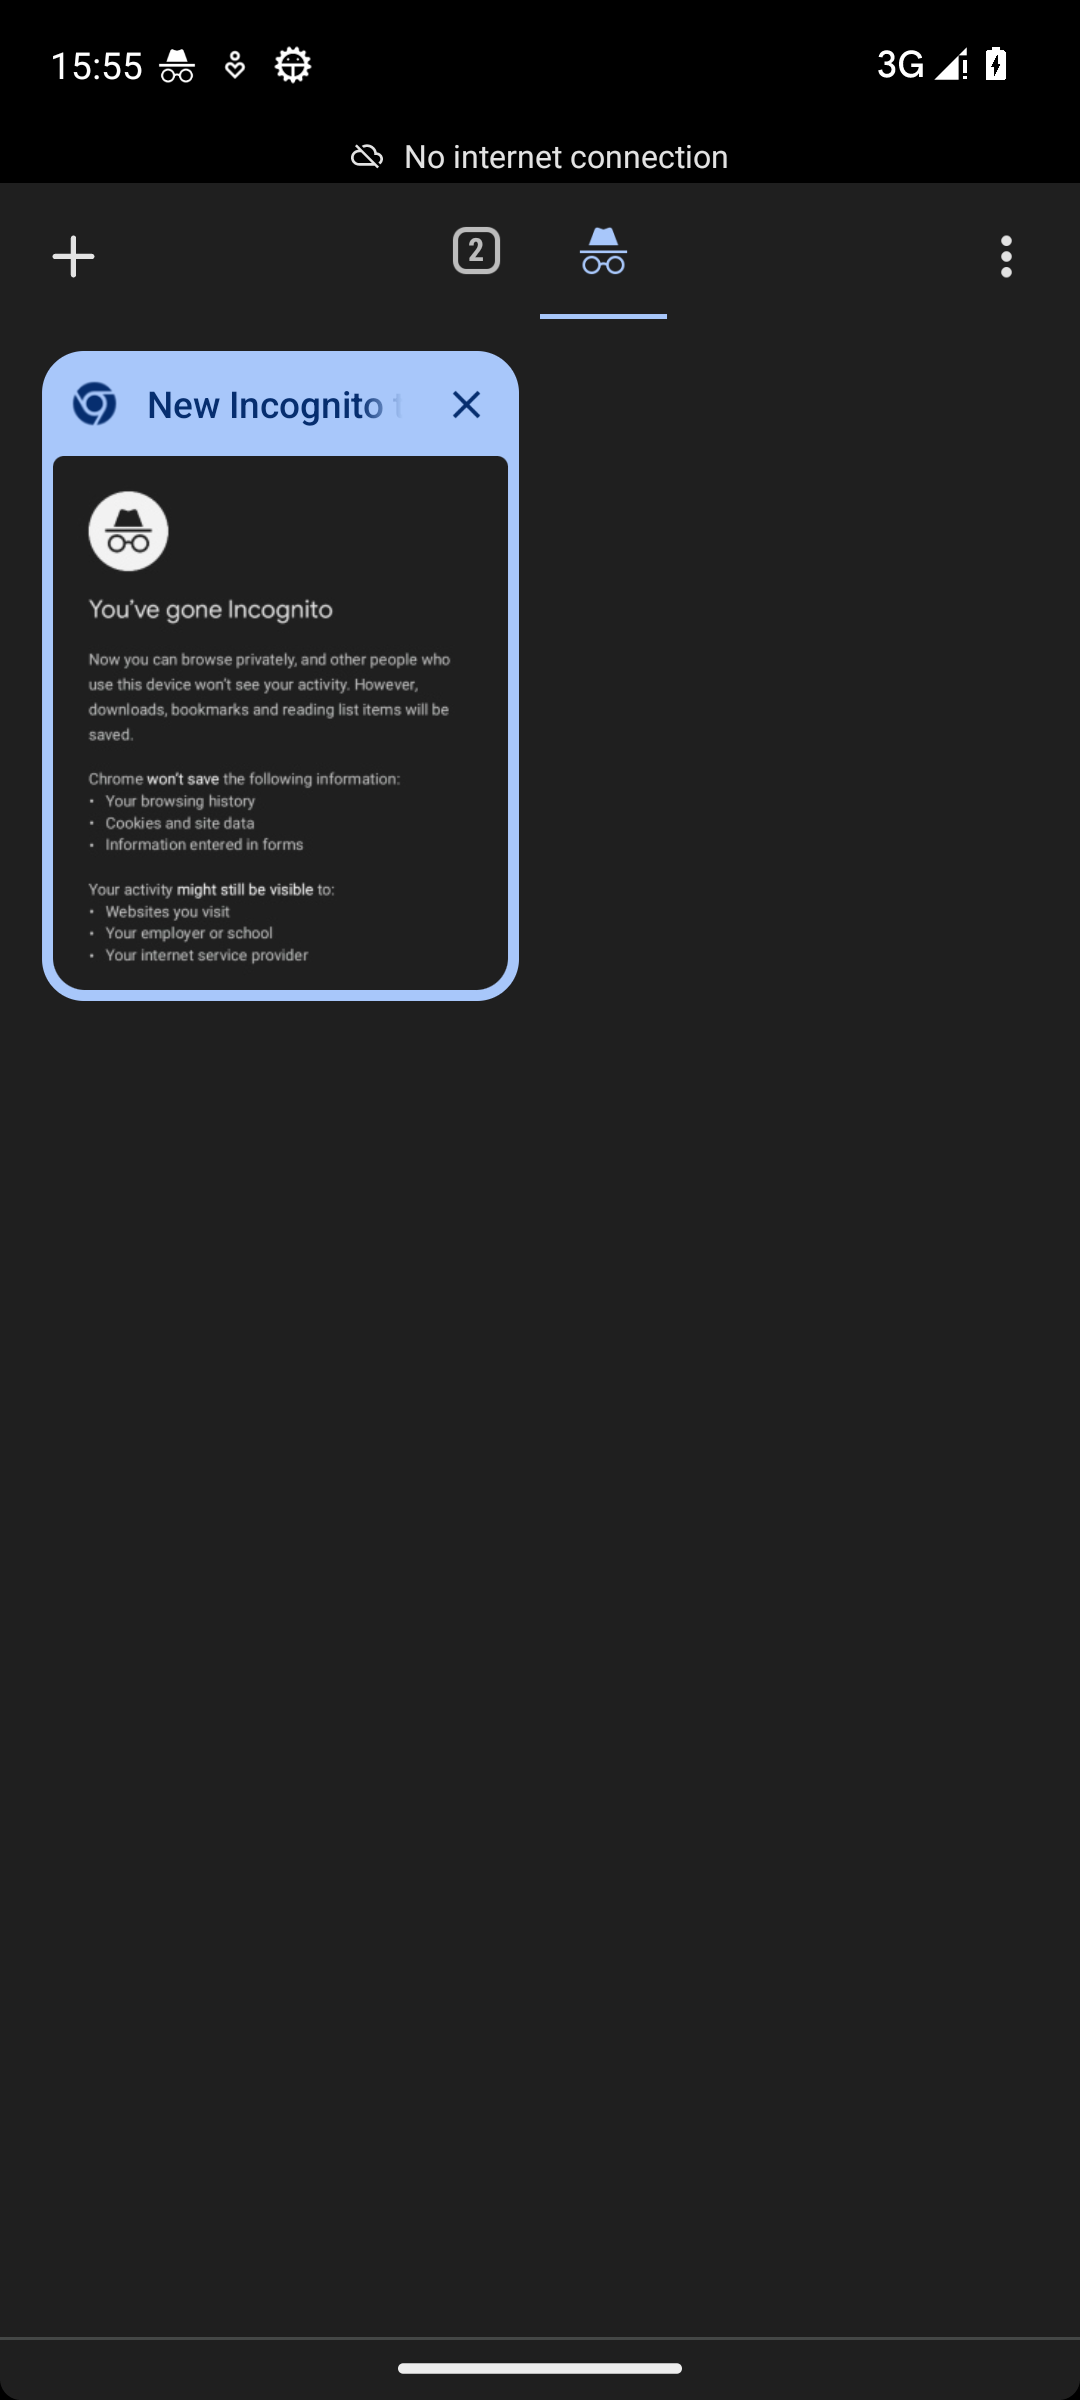 15:55
3G
No internet connection
2
New Incognito
You've gone Incognito
Now you can browse privately, and other people who
use this device won't see your activity. However,
downloads, bookmarks and reading list items will be
saved.
Chrome won't save the following information:
• Your browsing history
• Cookies and site data
• Information entered in forms
Your activity might still be visible to:
• Websites you visit
• Your employer or school
• Your internet service provider